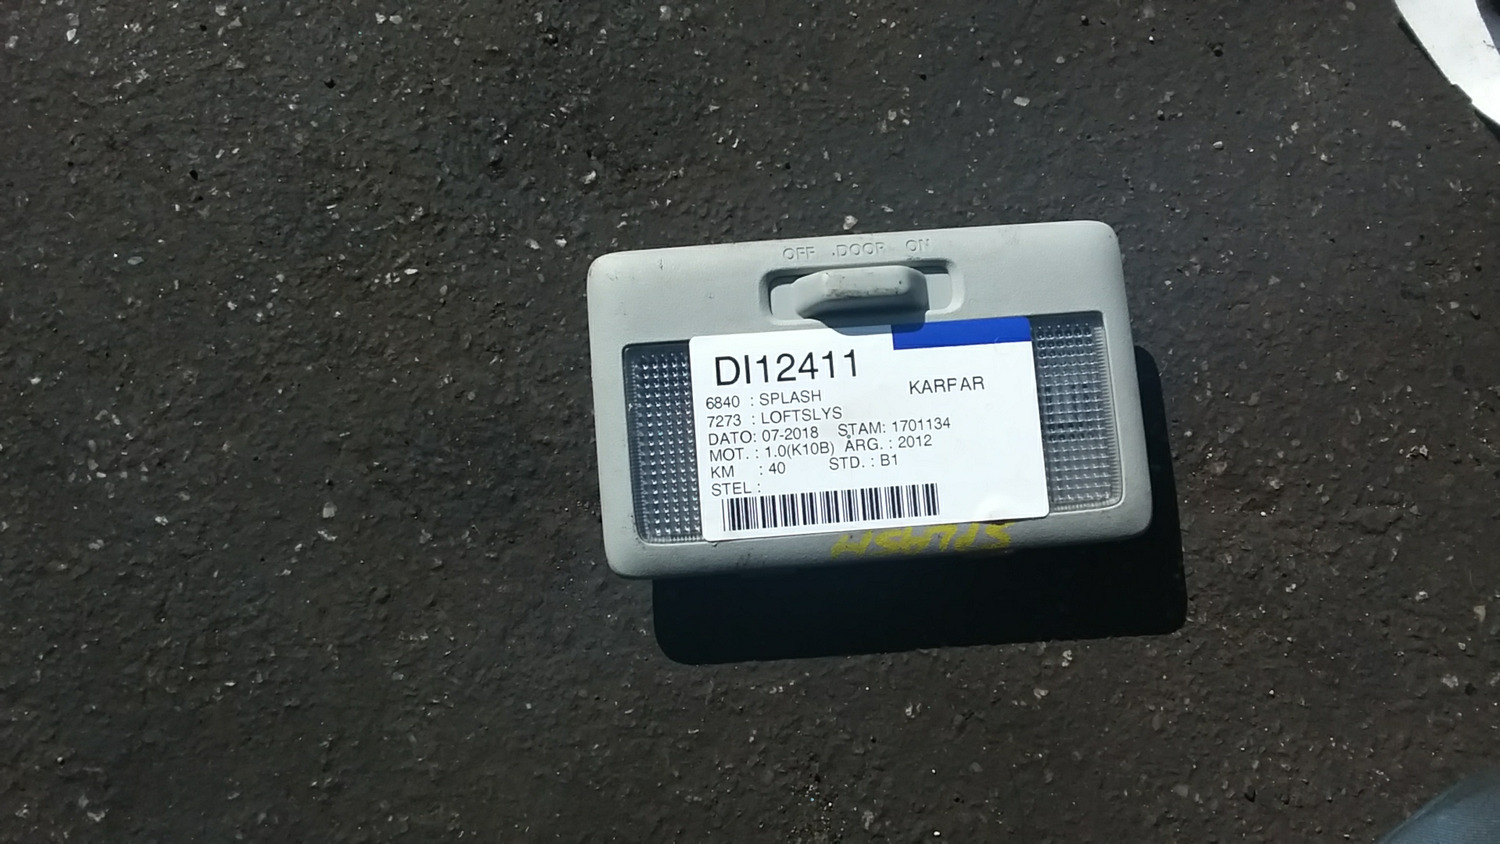 OFF DOOR ON
DI12411
KARFAR
6840 : SPLASH
7273 : LOFTSLYS
DATO: 07-2018 STAM: 1701134
MOT. : 1.0(K10B) ÅRG. : 2012
KM : 40 STD. : B1
STEL :
SPLASH